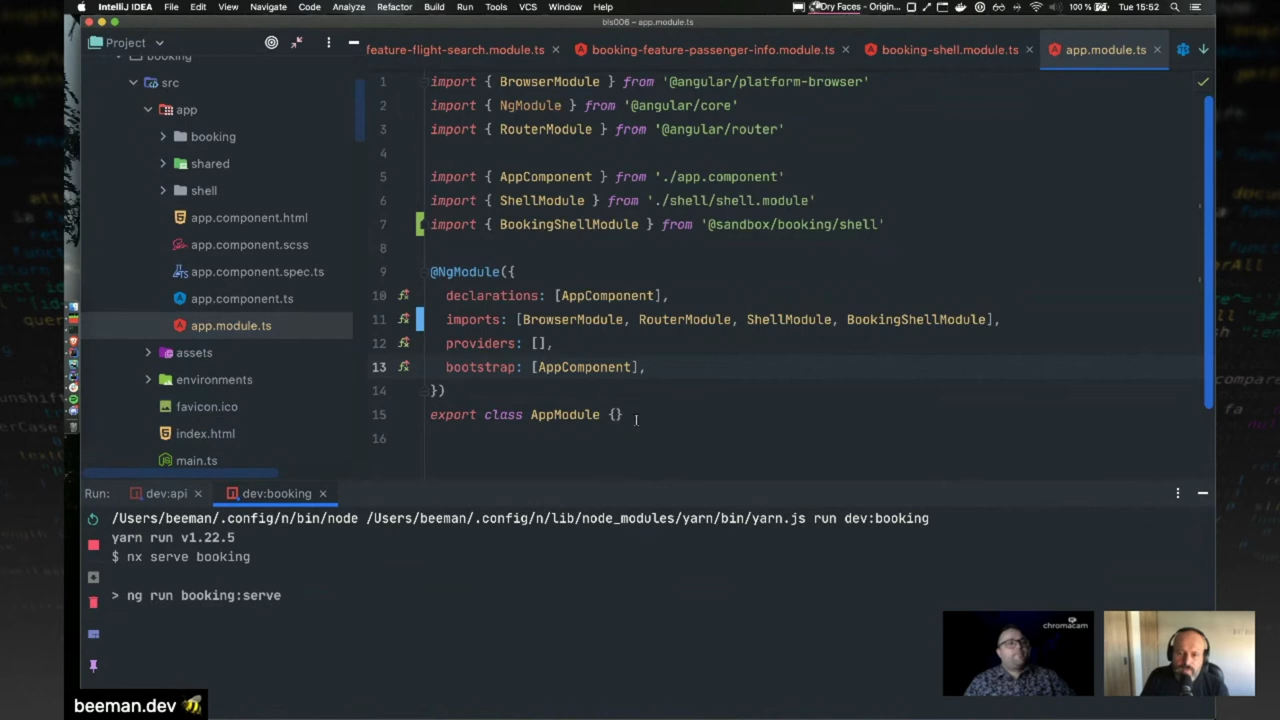 IntelliJ IDEA File Edit View Navigate Code Analyze Refactor Build Run Tools VCS Window Help Dry Faces - Origin... 100 % Tue 15:52
bls006 – app.module.ts
Project
feature-flight-search.module.ts booking-feature-passenger-info.module.ts booking-shell.module.ts app.module.ts
booking
src
app
booking
shared
shell
app.component.html
app.component.scss
app.component.spec.ts
app.component.ts
app.module.ts
assets
environments
favicon.ico
index.html
main.ts
1 import { BrowserModule } from '@angular/platform-browser'
2 import { NgModule } from '@angular/core'
3 import { RouterModule } from '@angular/router'
4
5 import { AppComponent } from './app.component'
6 import { ShellModule } from './shell/shell.module'
7 import { BookingShellModule } from '@sandbox/booking/shell'
8
9 @NgModule({
10 declarations: [AppComponent],
11 imports: [BrowserModule, RouterModule, ShellModule, BookingShellModule],
12 providers: [],
13 bootstrap: [AppComponent],
14 })
15 export class AppModule {}
16
Run: dev:api dev:booking
/Users/beeman/.config/n/bin/node /Users/beeman/.config/n/lib/node_modules/yarn/bin/yarn.js run dev:booking
yarn run v1.22.5
$ nx serve booking
> ng run booking:serve
chromacam
beeman.dev